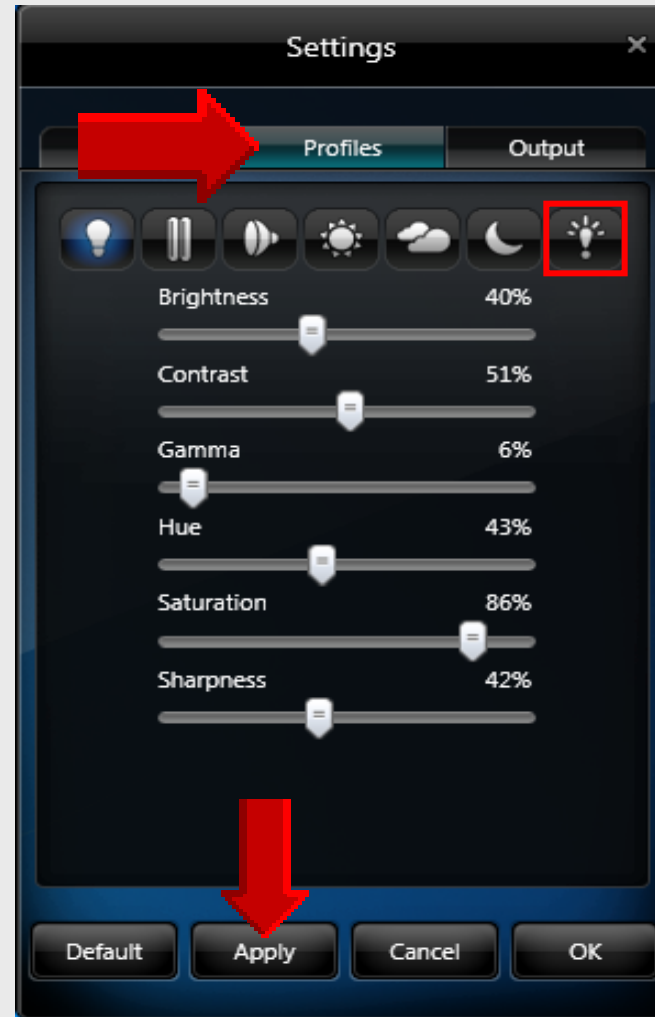 Settings
Profiles Output
Brightness 40%
Contrast 51%
Gamma 6%
Hue 43%
Saturation 86%
Sharpness 42%
Default Apply Cancel OK